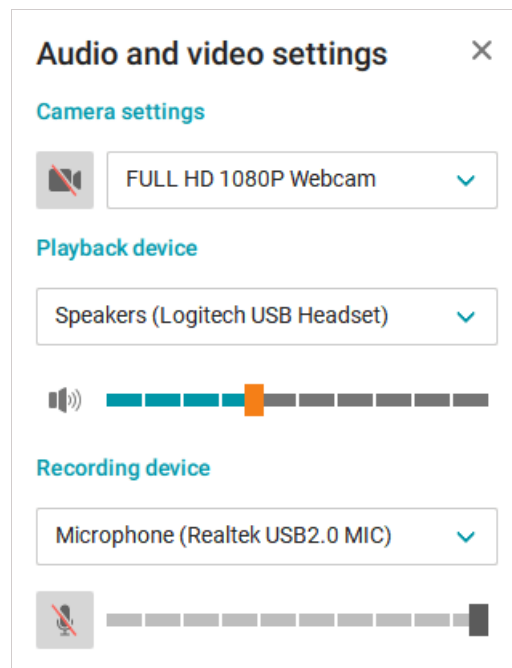 Audio and video settings
Camera settings
FULL HD 1080P Webcam
Playback device
Speakers (Logitech USB Headset)
Recording device
Microphone (Realtek USB2.0 MIC)